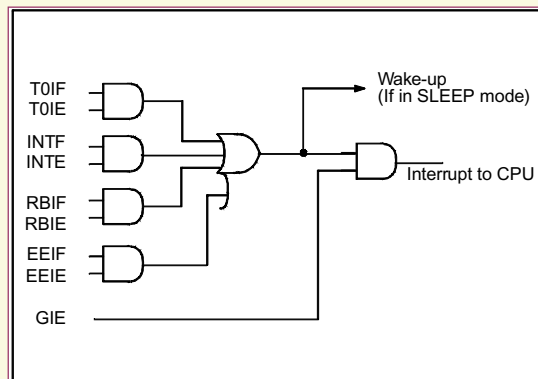 T0IF
T0IE
INTF
INTE
RBIF
RBIE
EEIF
EEIE
GIE
Wake-up
(If in SLEEP mode)
Interrupt to CPU